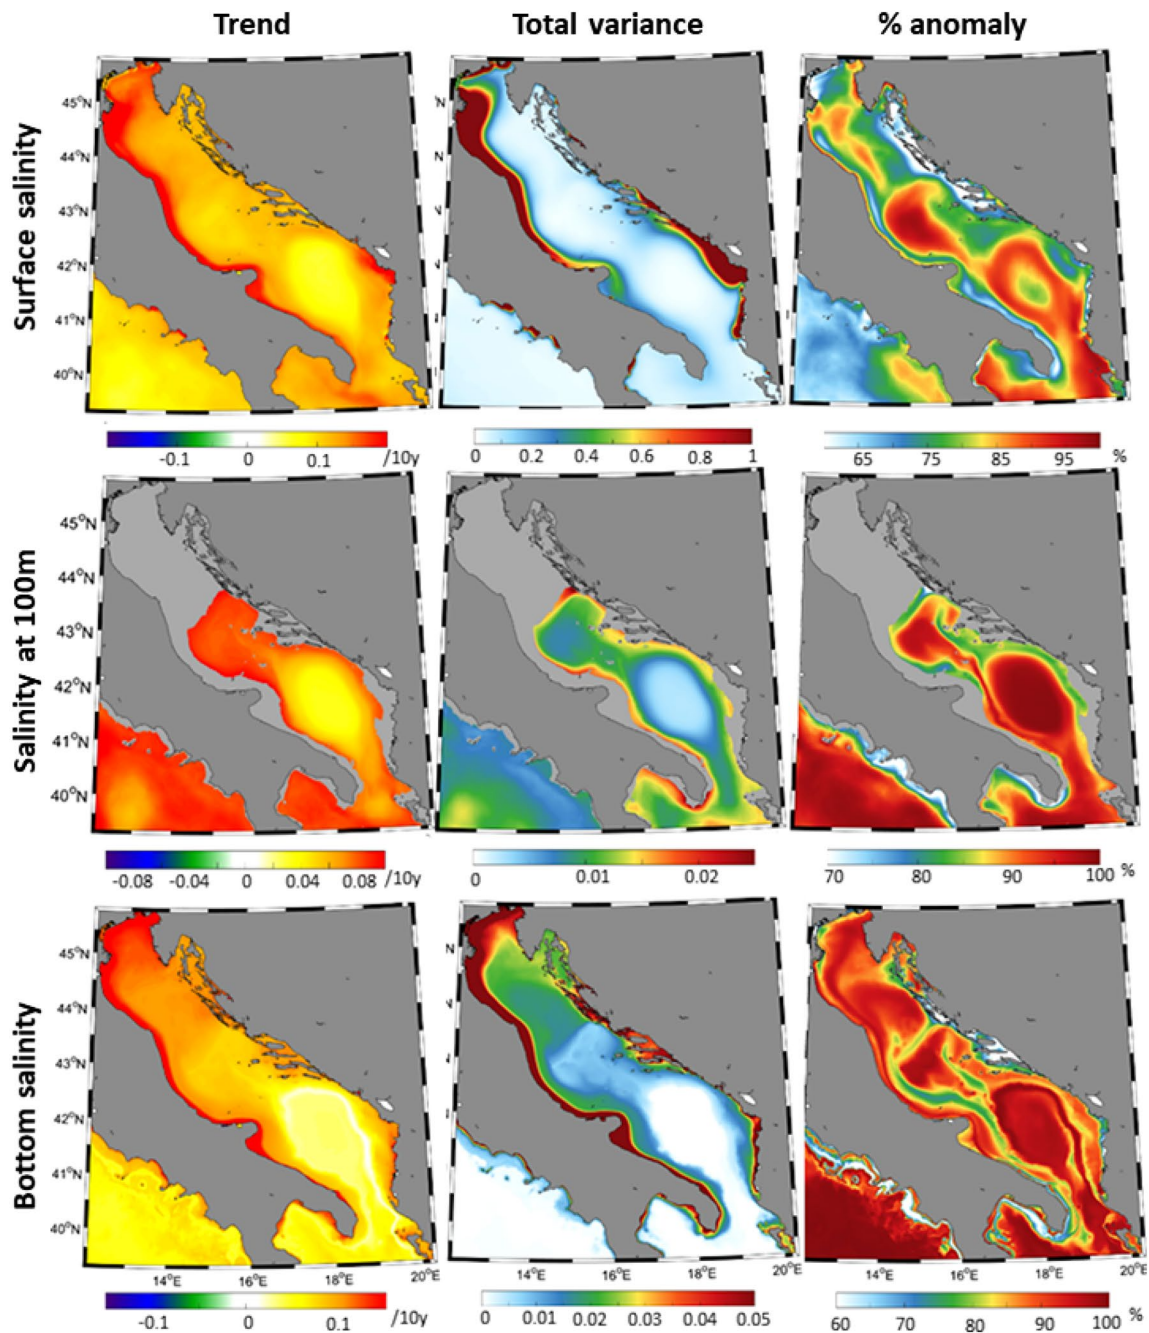 Trend Total variance % anomaly
Surface salinity
45°N
44°N
43°N
42°N
41°N
40°N
N
N
N
-0.1 0 0.1 /10y
0 0.2 0.4 0.6 0.8 1
65 75 85 95 %
Salinity at 100m
45°N
44°N
43°N
42°N
41°N
40°N
-0.08 -0.04 0 0.04 0.08 /10y
0 0.01 0.02
70 80 90 100 %
Bottom salinity
45°N
44°N
43°N
42°N
41°N
40°N
N
14°E 16°E 18°E 20°E
14°E 16°E 18°E 20°E
14°E 16°E 18°E 20°E
-0.1 0 0.1 /10y
0 0.01 0.02 0.03 0.04 0.05
60 70 80 90 100 %